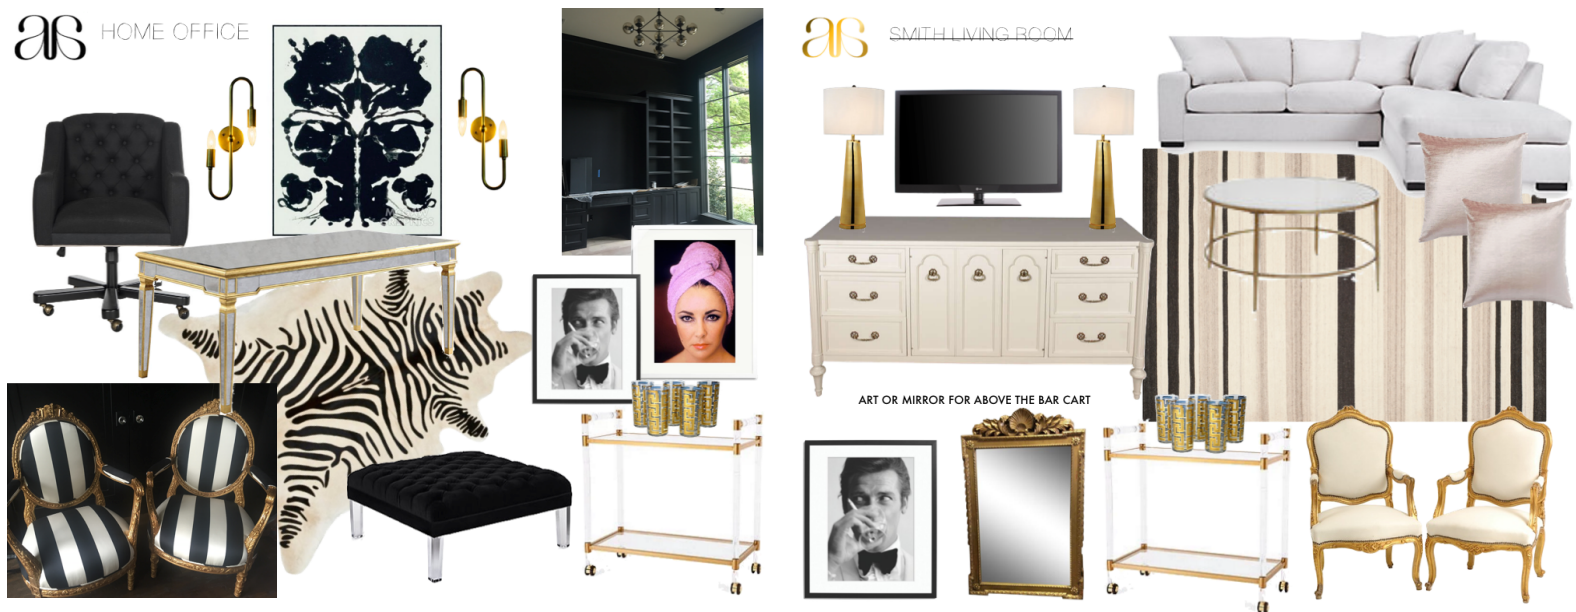 HOME OFFICE
SMITH LIVING ROOM
ART OR MIRROR FOR ABOVE THE BAR CART